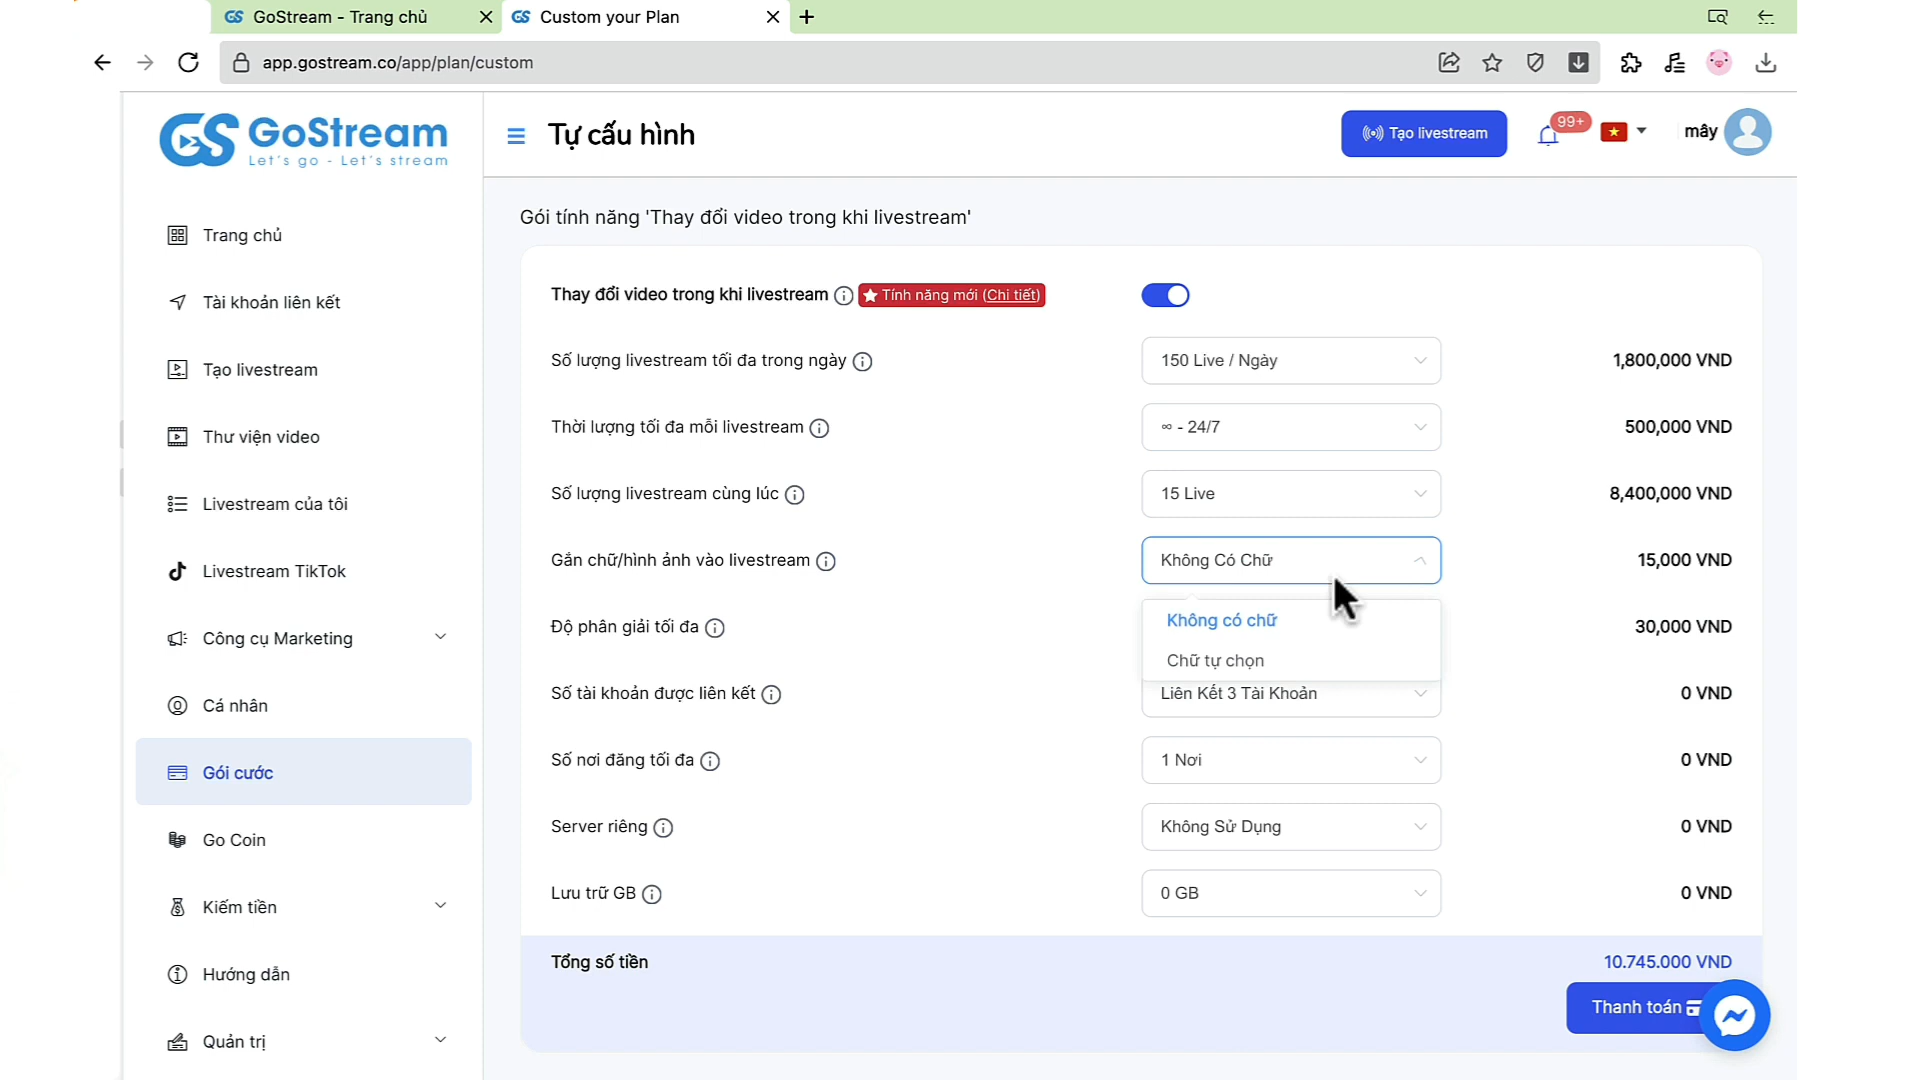 GoStream - Trang chủ
Custom your Plan
app.gostream.co/app/plan/custom
GoStream
Let's go - Let's stream
Tự cấu hình
Tạo livestream
99+
mây
Trang chủ
Tài khoản liên kết
Tạo livestream
Thư viện video
Livestream của tôi
Livestream TikTok
Công cụ Marketing
Cá nhân
Gói cước
Go Coin
Kiếm tiền
Hướng dẫn
Quản trị
Gói tính năng 'Thay đổi video trong khi livestream'
Thay đổi video trong khi livestream Tính năng mới (Chi tiết)
Số lượng livestream tối đa trong ngày 150 Live / Ngày 1,800,000 VND
Thời lượng tối đa mỗi livestream ∞ - 24/7 500,000 VND
Số lượng livestream cùng lúc 15 Live 8,400,000 VND
Gắn chữ/hình ảnh vào livestream Không Có Chữ 15,000 VND
Không có chữ
Chữ tự chọn
Độ phân giải tối đa 30,000 VND
Số tài khoản được liên kết Liên Kết 3 Tài Khoản 0 VND
Số nơi đăng tối đa 1 Nơi 0 VND
Server riêng Không Sử Dụng 0 VND
Lưu trữ GB 0 GB 0 VND
Tổng số tiền 10.745.000 VND
Thanh toán